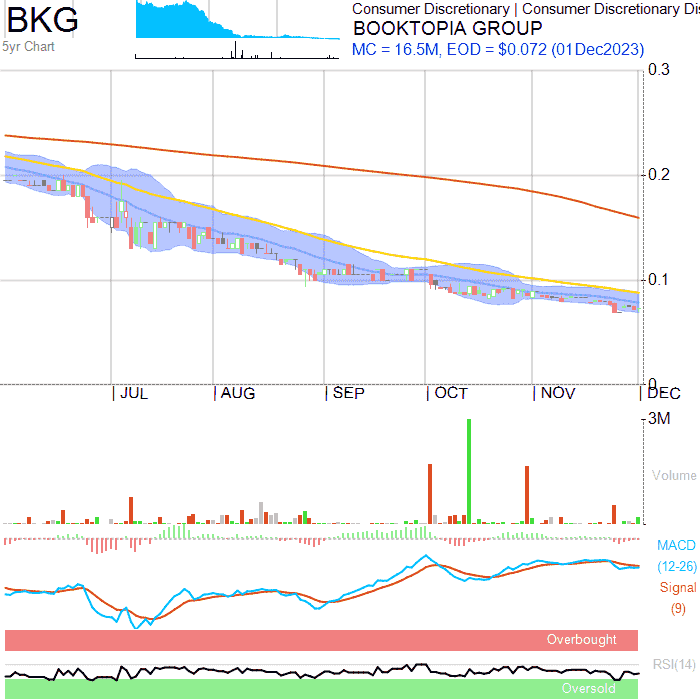 BKG
5yr Chart
Consumer Discretionary | Consumer Discretionary Dis
BOOKTOPIA GROUP
MC = 16.5M, EOD = $0.072 (01Dec2023)
0.3
0.2
0.1
0
| JUL | AUG | SEP | OCT | NOV | DEC
3M
Volume
MACD
(12-26)
Signal
(9)
Overbought
RSI(14)
Oversold